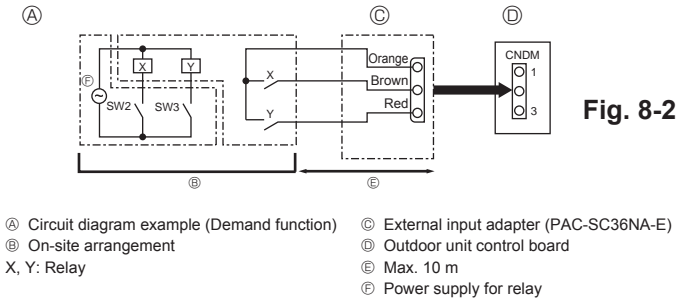 Ⓐ Ⓒ Ⓓ
CNDM
Orange
Brown
Red
X Y
X
Y
Ⓕ
SW2 SW3
1
3
Fig. 8-2
Ⓑ Ⓔ
Ⓐ Circuit diagram example (Demand function)
Ⓑ On-site arrangement
X, Y: Relay
Ⓒ External input adapter (PAC-SC36NA-E)
Ⓓ Outdoor unit control board
Ⓔ Max. 10 m
Ⓕ Power supply for relay